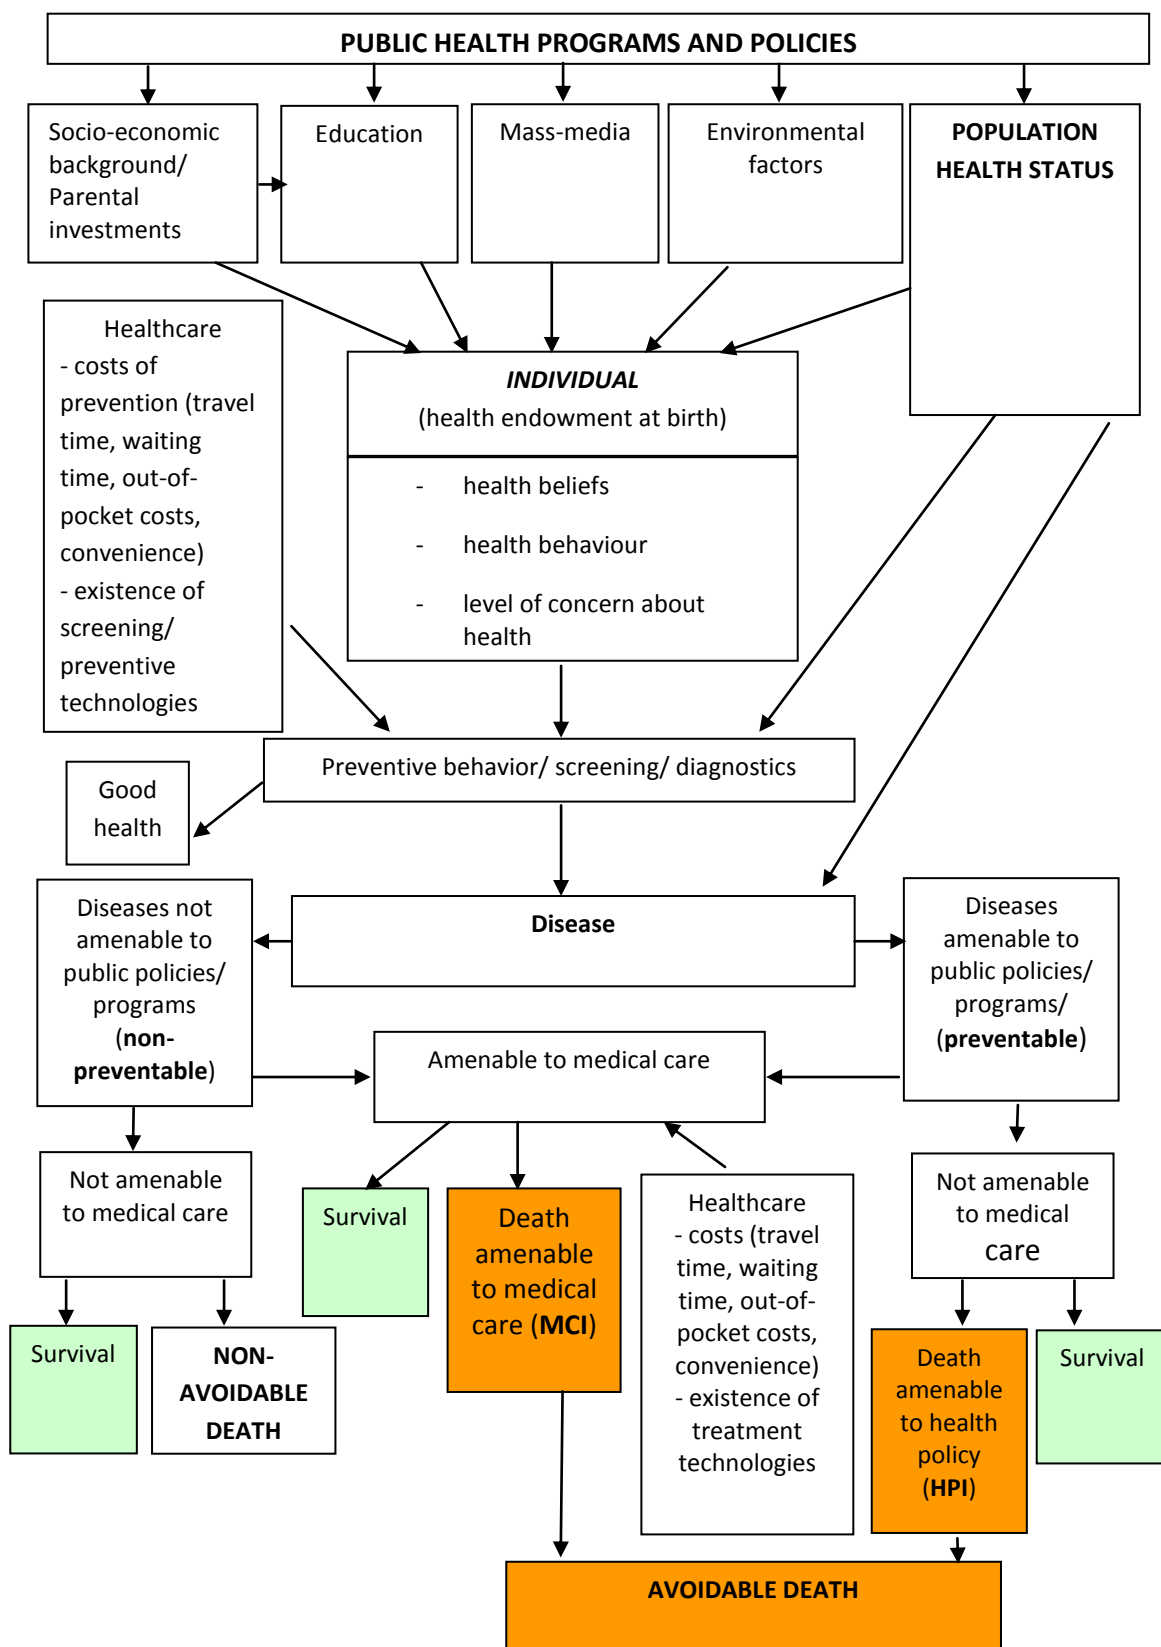 PUBLIC HEALTH PROGRAMS AND POLICIES
Socio-economic
background/
Parental
investments
Education
Mass-media
Environmental
factors
POPULATION
HEALTH STATUS
Healthcare
- costs of
prevention (travel
time, waiting
time, out-of-
pocket costs,
convenience)
- existence of
screening/
preventive
technologies
INDIVIDUAL
(health endowment at birth)
- health beliefs
- health behaviour
- level of concern about
health
Preventive behavior/ screening/ diagnostics
Good
health
Diseases not
amenable to
public policies/
programs
(non-
preventable)
Disease
Diseases
amenable to
public policies/
programs/
(preventable)
Amenable to medical care
Not amenable
to medical care
Survival
Death
amenable
to medical
care (MCI)
Healthcare
- costs (travel
time, waiting
time, out-of-
pocket costs,
convenience)
- existence of
treatment
technologies
Not amenable
to medical
care
Survival
NON-
AVOIDABLE
DEATH
Death
amenable
to health
policy
(HPI)
Survival
AVOIDABLE DEATH